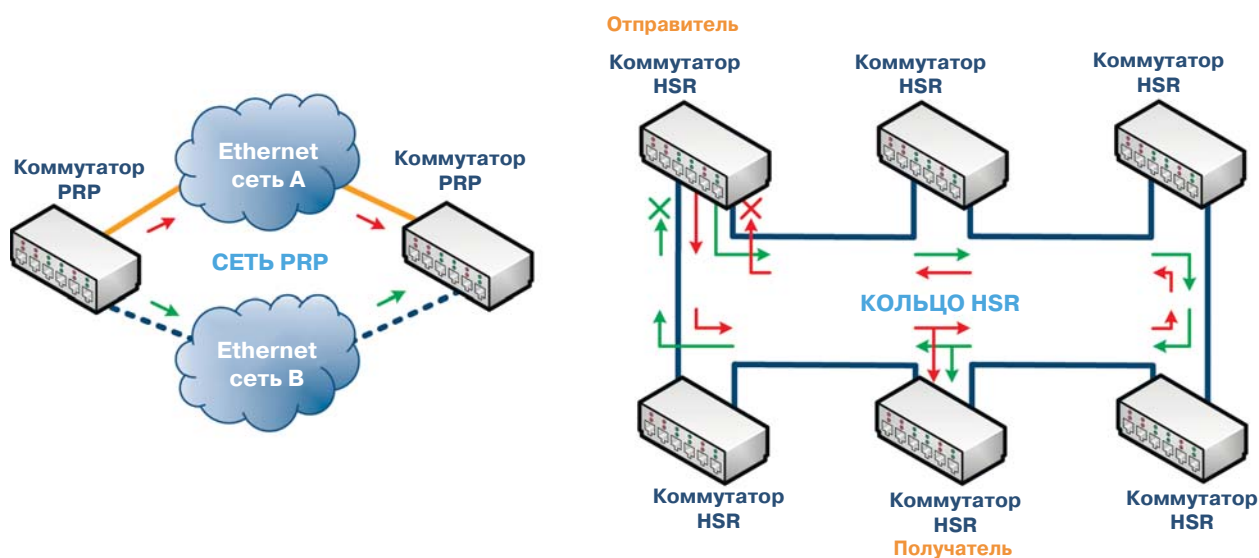 Отправитель
Коммутатор
HSR
Коммутатор
HSR
Коммутатор
HSR
Коммутатор
PRP
Ethernet
сеть A
Коммутатор
PRP
СЕТЬ PRP
Ethernet
сеть B
КОЛЬЦО HSR
Коммутатор
HSR
Коммутатор
HSR
Получатель
Коммутатор
HSR